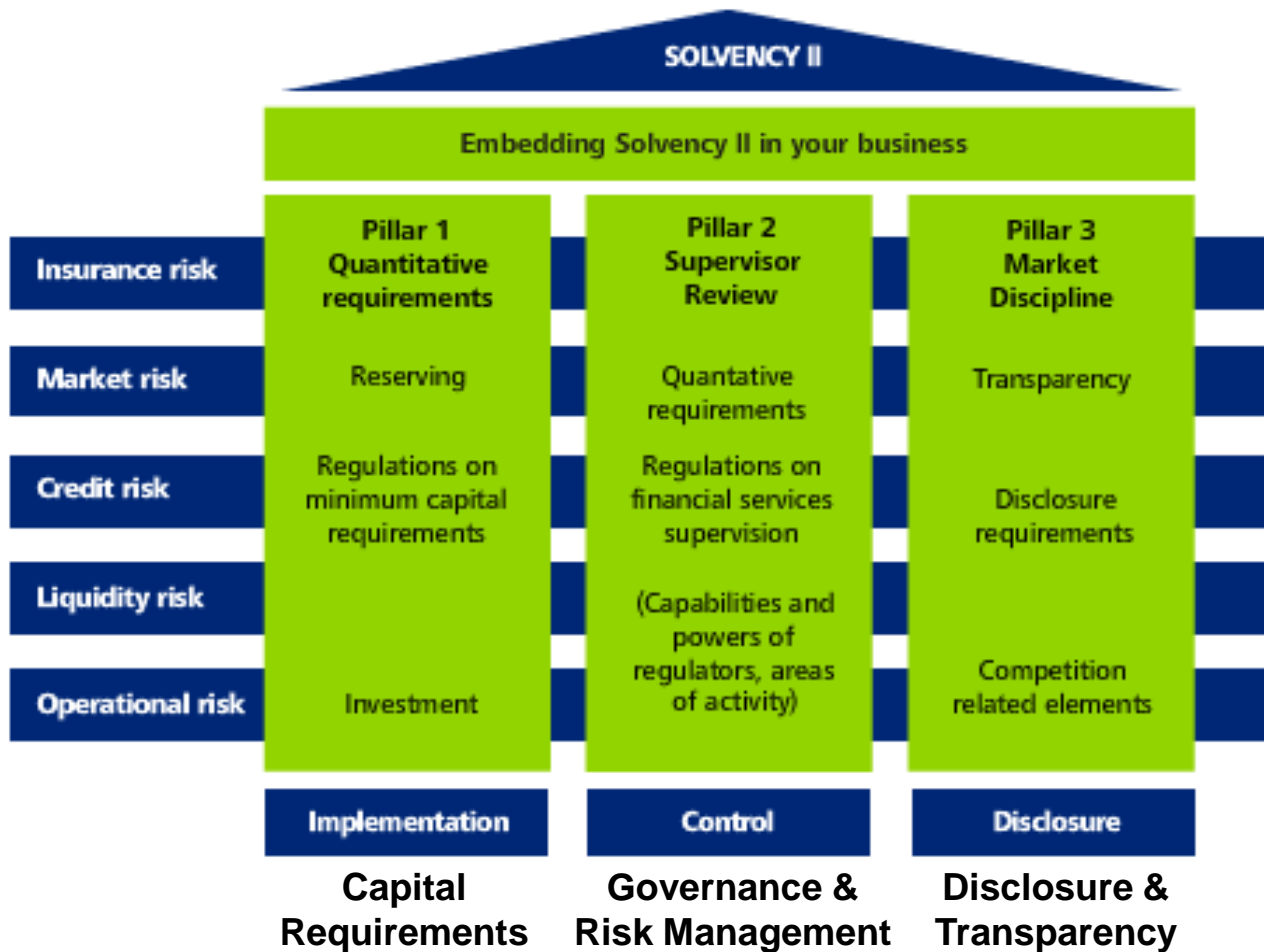 SOLVENCY II
Embedding Solvency II in your business
Insurance risk
Market risk
Credit risk
Liquidity risk
Operational risk
Pillar 1
Quantitative
requirements
Reserving
Regulations on
minimum capital
requirements
Investment
Pillar 2
Supervisor
Review
Quantative
requirements
Regulations on
financial services
supervision
(Capabilities and
powers of
regulators, areas
of activity)
Pillar 3
Market
Discipline
Transparency
Disclosure
requirements
Competition
related elements
Implementation
Control
Disclosure
Capital
Requirements
Governance &
Risk Management
Disclosure &
Transparency